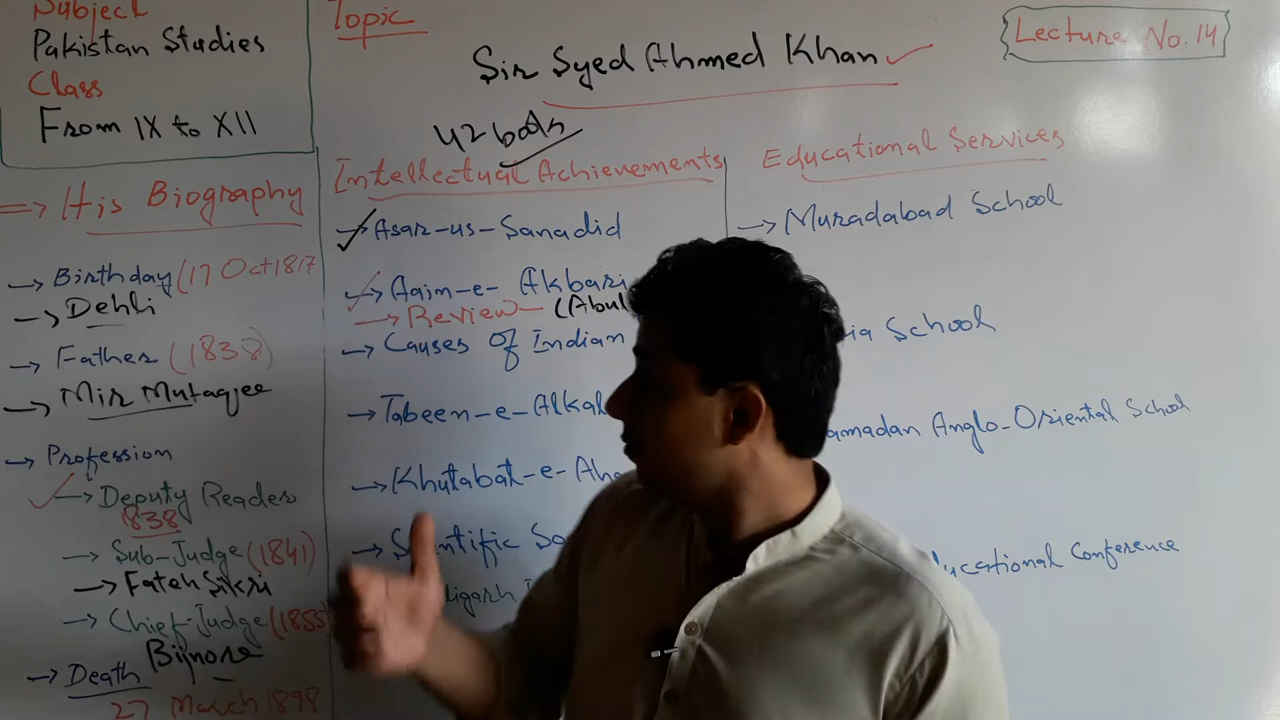 Subject
Pakistan Studies
Class
From IX to XII
Topic
Sir Syed Ahmed Khan
Lecture No. 14
42 books
=> His Biography
→ Birthday (17 Oct 1817
→ Dehli
→ Father (1838)
→ Mir Mutaqee
→ Profession
→ Deputy Reader
1838
→ Sub-Judge (1841)
→ Fateh Sikri
→ Chief-Judge (1855)
Bijnore
→ Death
27 March 1898
Intellectual Achievements
→ Asar-us-Sanadid
→ Aaim-e-Akbari
→ Review - (Abul
→ Causes Of Indian
→ Tabeen-e-Alkal
→ Khutabat-e-Ah
→ Scientific So
ligarh
Educational Services
→ Muradabad School
ia School
amadan Anglo-Oriental School
ucational Conference